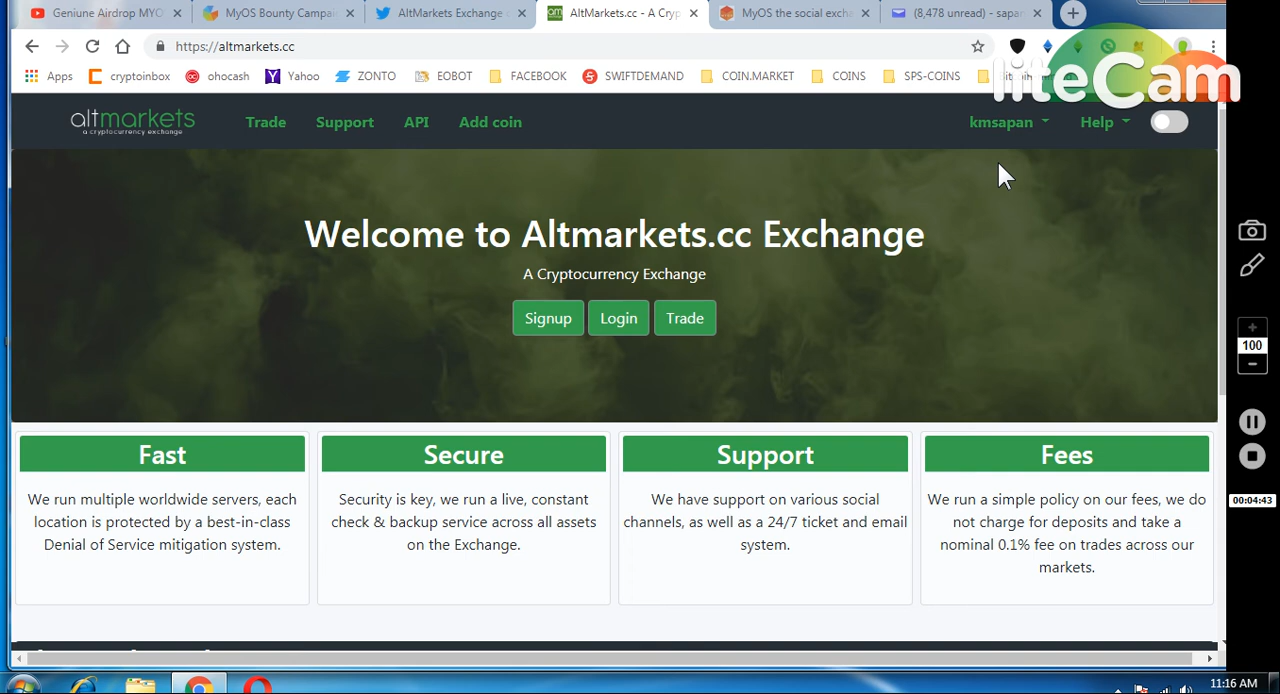 Geniune Airdrop MYO
MyOS Bounty Campai
AltMarkets Exchange
AltMarkets.cc - A Cryp
MyOS the social exch
(8,478 unread) - sapa
https://altmarkets.cc
Apps
cryptoinbox
ohocash
Yahoo
ZONTO
EOBOT
FACEBOOK
SWIFTDEMAND
COIN.MARKET
COINS
SPS-COINS
liteCam
altmarkets
a cryptocurrency exchange
Trade
Support
API
Add coin
kmsapan
Help
Welcome to Altmarkets.cc Exchange
A Cryptocurrency Exchange
Signup
Login
Trade
Fast
We run multiple worldwide servers, each
location is protected by a best-in-class
Denial of Service mitigation system.
Secure
Security is key, we run a live, constant
check & backup service across all assets
on the Exchange.
Support
We have support on various social
channels, as well as a 24/7 ticket and email
system.
Fees
We run a simple policy on our fees, we do
not charge for deposits and take a
nominal 0.1% fee on trades across our
markets.
100
00:04:43
11:16 AM